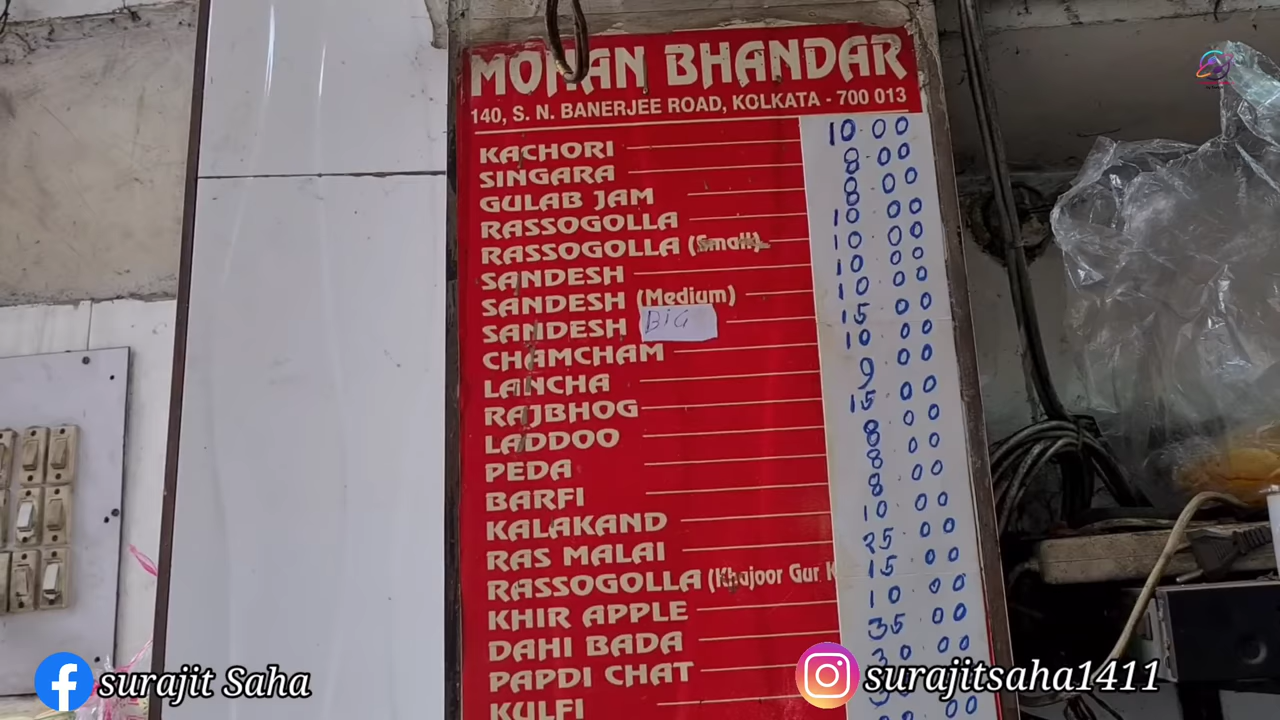 MOHAN BHANDAR
140, S. N. BANERJEE ROAD, KOLKATA - 700 013
KACHORI 10.00
SINGARA 8.00
GULAB JAM 8.00
RASSOGOLLA 10.00
RASSOGOLLA (Small) 10.00
SANDESH 10.00
SANDESH (Medium) 10.00
SANDESH BIG 15.00
CHAMCHAM 10.00
LANCHA 9.00
RAJBHOG 15.00
LADDOO 8.00
PEDA 8.00
BARFI 8.00
KALAKAND 10.00
RAS MALAI 25.00
RASSOGOLLA (Khajoor Gur K 15.00
KHIR APPLE 10.00
DAHI BADA 35.00
PAPDI CHAT 30.00
KULFI
surajit Saha
surajitsaha1411